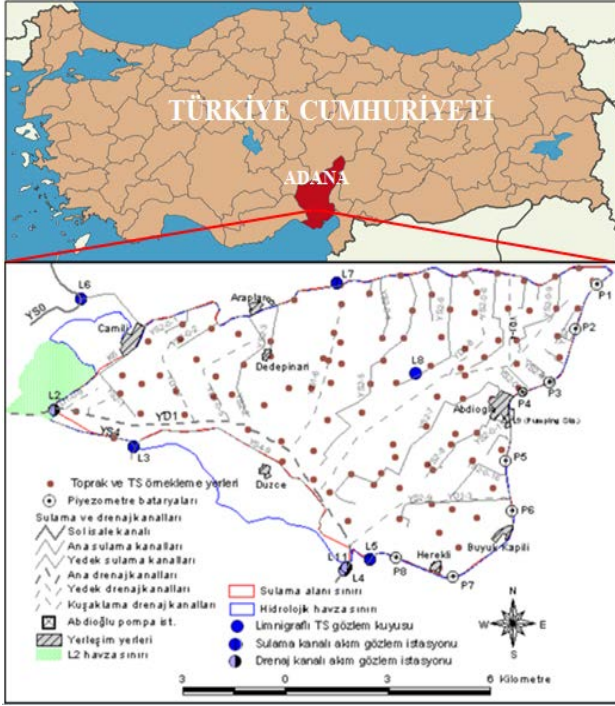 TÜRKİYE CUMHURİYETİ
ADANA
L6
L7
P1
YS0
Araplar
Camili
P2
Dedepinari
L8
P3
P4
L2
YD1
Abdioglu
L9 (Pumping Sta.)
YS4
L3
P5
Duzce
Toprak ve TS örnekleme yerleri
Piyezometre bataryaları
P6
Sulama ve drenaj kanalları
Sol isale kanalı
Ana sulama kanalları
Yedek sulama kanalları
Ana drenaj kanalları
Yedek drenaj kanalları
Kuşaklama drenaj kanalları
Abdioğlu pompa ist.
Yerleşim yerleri
L2 havza sınırı
L11
L4
L5
P8
Herekli
P7
Buyuk Kapili
Sulama alanı sınırı
Hidrolojik havza sınırı
Limnigraflı TS gözlem kuyusu
Sulama kanalı akım gözlem istasyonu
Drenaj kanalı akım gözlem istasyonu
N
W E
S
3 0 3 6 Kilometre